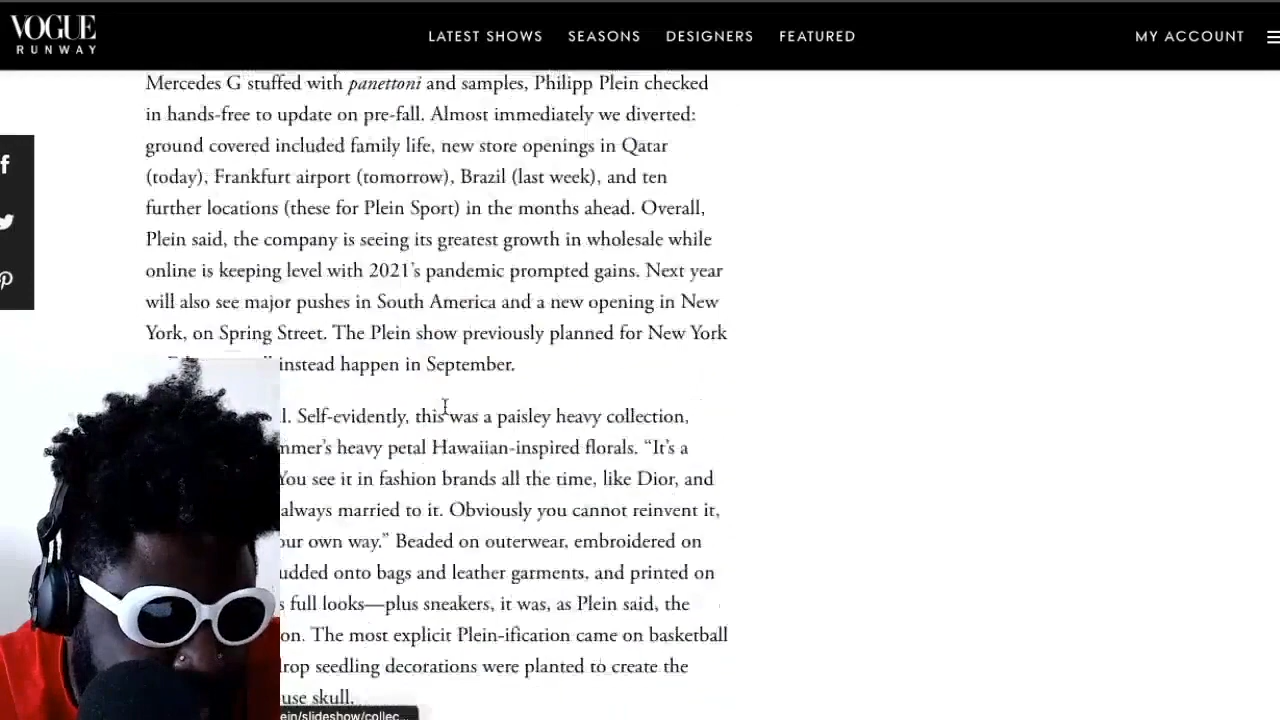 VOGUE
RUNWAY
LATEST SHOWS SEASONS DESIGNERS FEATURED
MY ACCOUNT
Mercedes G stuffed with panettoni and samples, Philipp Plein checked
in hands-free to update on pre-fall. Almost immediately we diverted:
ground covered included family life, new store openings in Qatar
(today), Frankfurt airport (tomorrow), Brazil (last week), and ten
further locations (these for Plein Sport) in the months ahead. Overall,
Plein said, the company is seeing its greatest growth in wholesale while
online is keeping level with 2021's pandemic prompted gains. Next year
will also see major pushes in South America and a new opening in New
York, on Spring Street. The Plein show previously planned for New York
instead happen in September.
l. Self-evidently, this was a paisley heavy collection,
mmer's heavy petal Hawaiian-inspired florals. “It's a
You see it in fashion brands all the time, like Dior, and
always married to it. Obviously you cannot reinvent it,
our own way.” Beaded on outerwear, embroidered on
udded onto bags and leather garments, and printed on
s full looks—plus sneakers, it was, as Plein said, the
on. The most explicit Plein-ification came on basketball
drop seedling decorations were planted to create the
use skull.
ein/slideshow/collec...